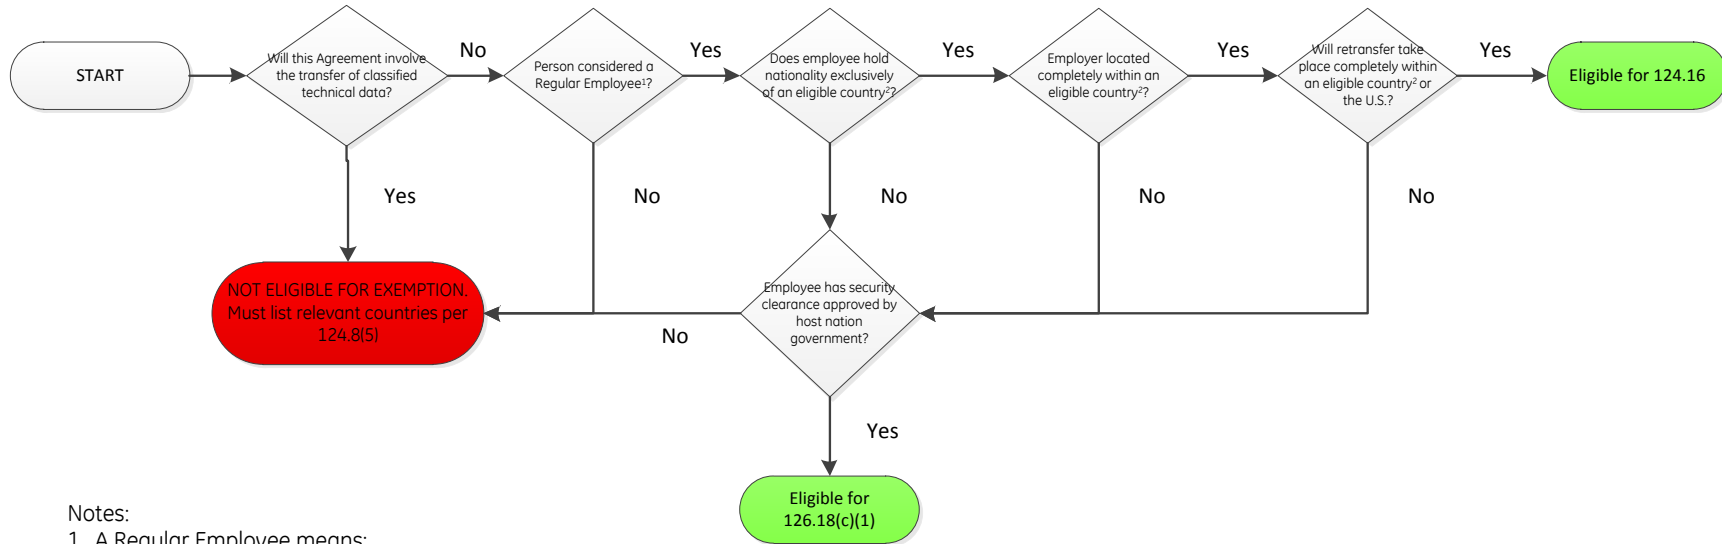 START
Will this Agreement involve
the transfer of classified
technical data?
No
Person considered a
Regular Employee¹?
Yes
Does employee hold
nationality exclusively
of an eligible country²?
Yes
Employer located
completely within an
eligible country²?
Yes
Will retransfer take
place completely within
an eligible country² or
the U.S.?
Yes
Eligible for 124.16
Yes
No
No
No
No
NOT ELIGIBLE FOR EXEMPTION.
Must list relevant countries per
124.8(5)
No
Employee has security
clearance approved by
host nation
government?
Yes
Eligible for
126.18(c)(1)
Notes:
1. A Regular Employee means: